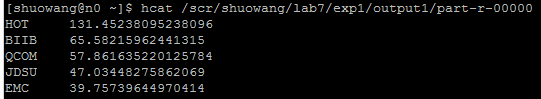 [shuowang@n0 ~]$ hcat /scr/shuowang/lab7/exp1/output1/part-r-00000
HOT 131.45238095238096
BIIB 65.58215962441315
QCOM 57.861635220125784
JDSU 47.03448275862069
EMC 39.75739644970414